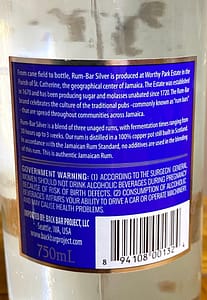 From cane field to bottle, Rum-Bar Silver is produced at Worthy Park Estate in the
Parish of St. Catherine, the geographical center of Jamaica. The Estate was established
in 1670 and has been producing sugar and molasses unabated since 1720. The Rum-Bar
brand celebrates the culture of the traditional pubs -commonly known as "rum bars"
- that are spread throughout communities across Jamaica.
Rum-Bar Silver is a blend of three unaged rums, with fermentation times ranging from
30 hours up to 5 weeks. Our rum is distilled in a 100% copper pot still built in Scotland.
In accordance with the Jamaican Rum Standard, no additives are used in the blending
of this rum. This is authentic Jamaican Rum.
GOVERNMENT WARNING: (1) ACCORDING TO THE SURGEON GENERAL,
WOMEN SHOULD NOT DRINK ALCOHOLIC BEVERAGES DURING PREGNANCY
BECAUSE OF RISK OF BIRTH DEFECTS. (2) CONSUMPTION OF ALCOHOLIC
BEVERAGES IMPAIRS YOUR ABILITY TO DRIVE A CAR OR OPERATE MACHINERY,
AND MAY CAUSE HEALTH PROBLEMS.
IMPORTED BY: BACK BAR PROJECT, LLC
Seattle, WA, USA
www.backbarproject.com
750ml
8 94108 00132 4